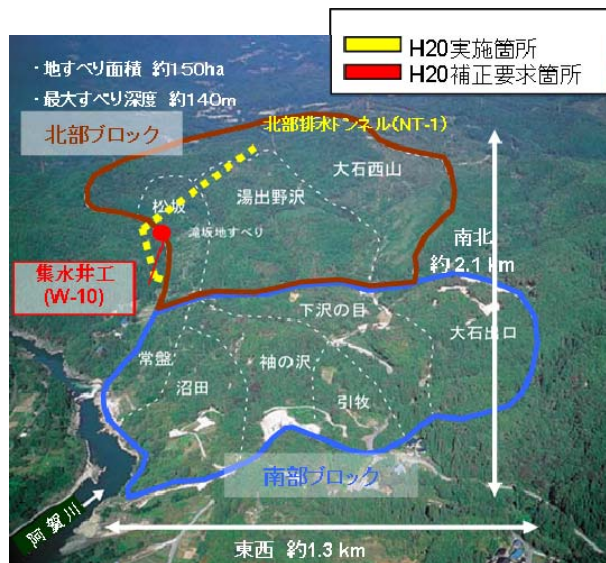 H20実施箇所
H20補正要求箇所
・地すべり面積 約150ha
・最大すべり深度 約140m
北部ブロック
北部排水トンネル(NT-1)
大石西山
湯出野沢
松坂
滝坂地すべり
南北
約2.1 km
集水井工
(W-10)
下沢の目
大石出口
常盤
袖の沢
沼田
引牧
南部ブロック
阿賀川
東西 約1.3 km